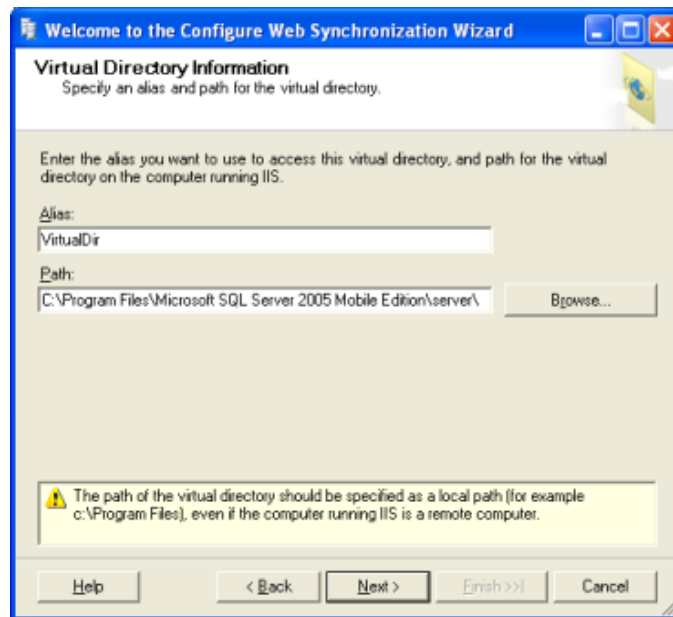 Welcome to the Configure Web Synchronization Wizard
Virtual Directory Information
Specify an alias and path for the virtual directory.
Enter the alias you want to use to access this virtual directory, and path for the virtual
directory on the computer running IIS.
Alias:
VirtualDir
Path:
C:\Program Files\Microsoft SQL Server 2005 Mobile Edition\server\
Browse...
The path of the virtual directory should be specified as a local path (for example
c:\Program Files), even if the computer running IIS is a remote computer.
Help
< Back
Next >
Finish >>|
Cancel